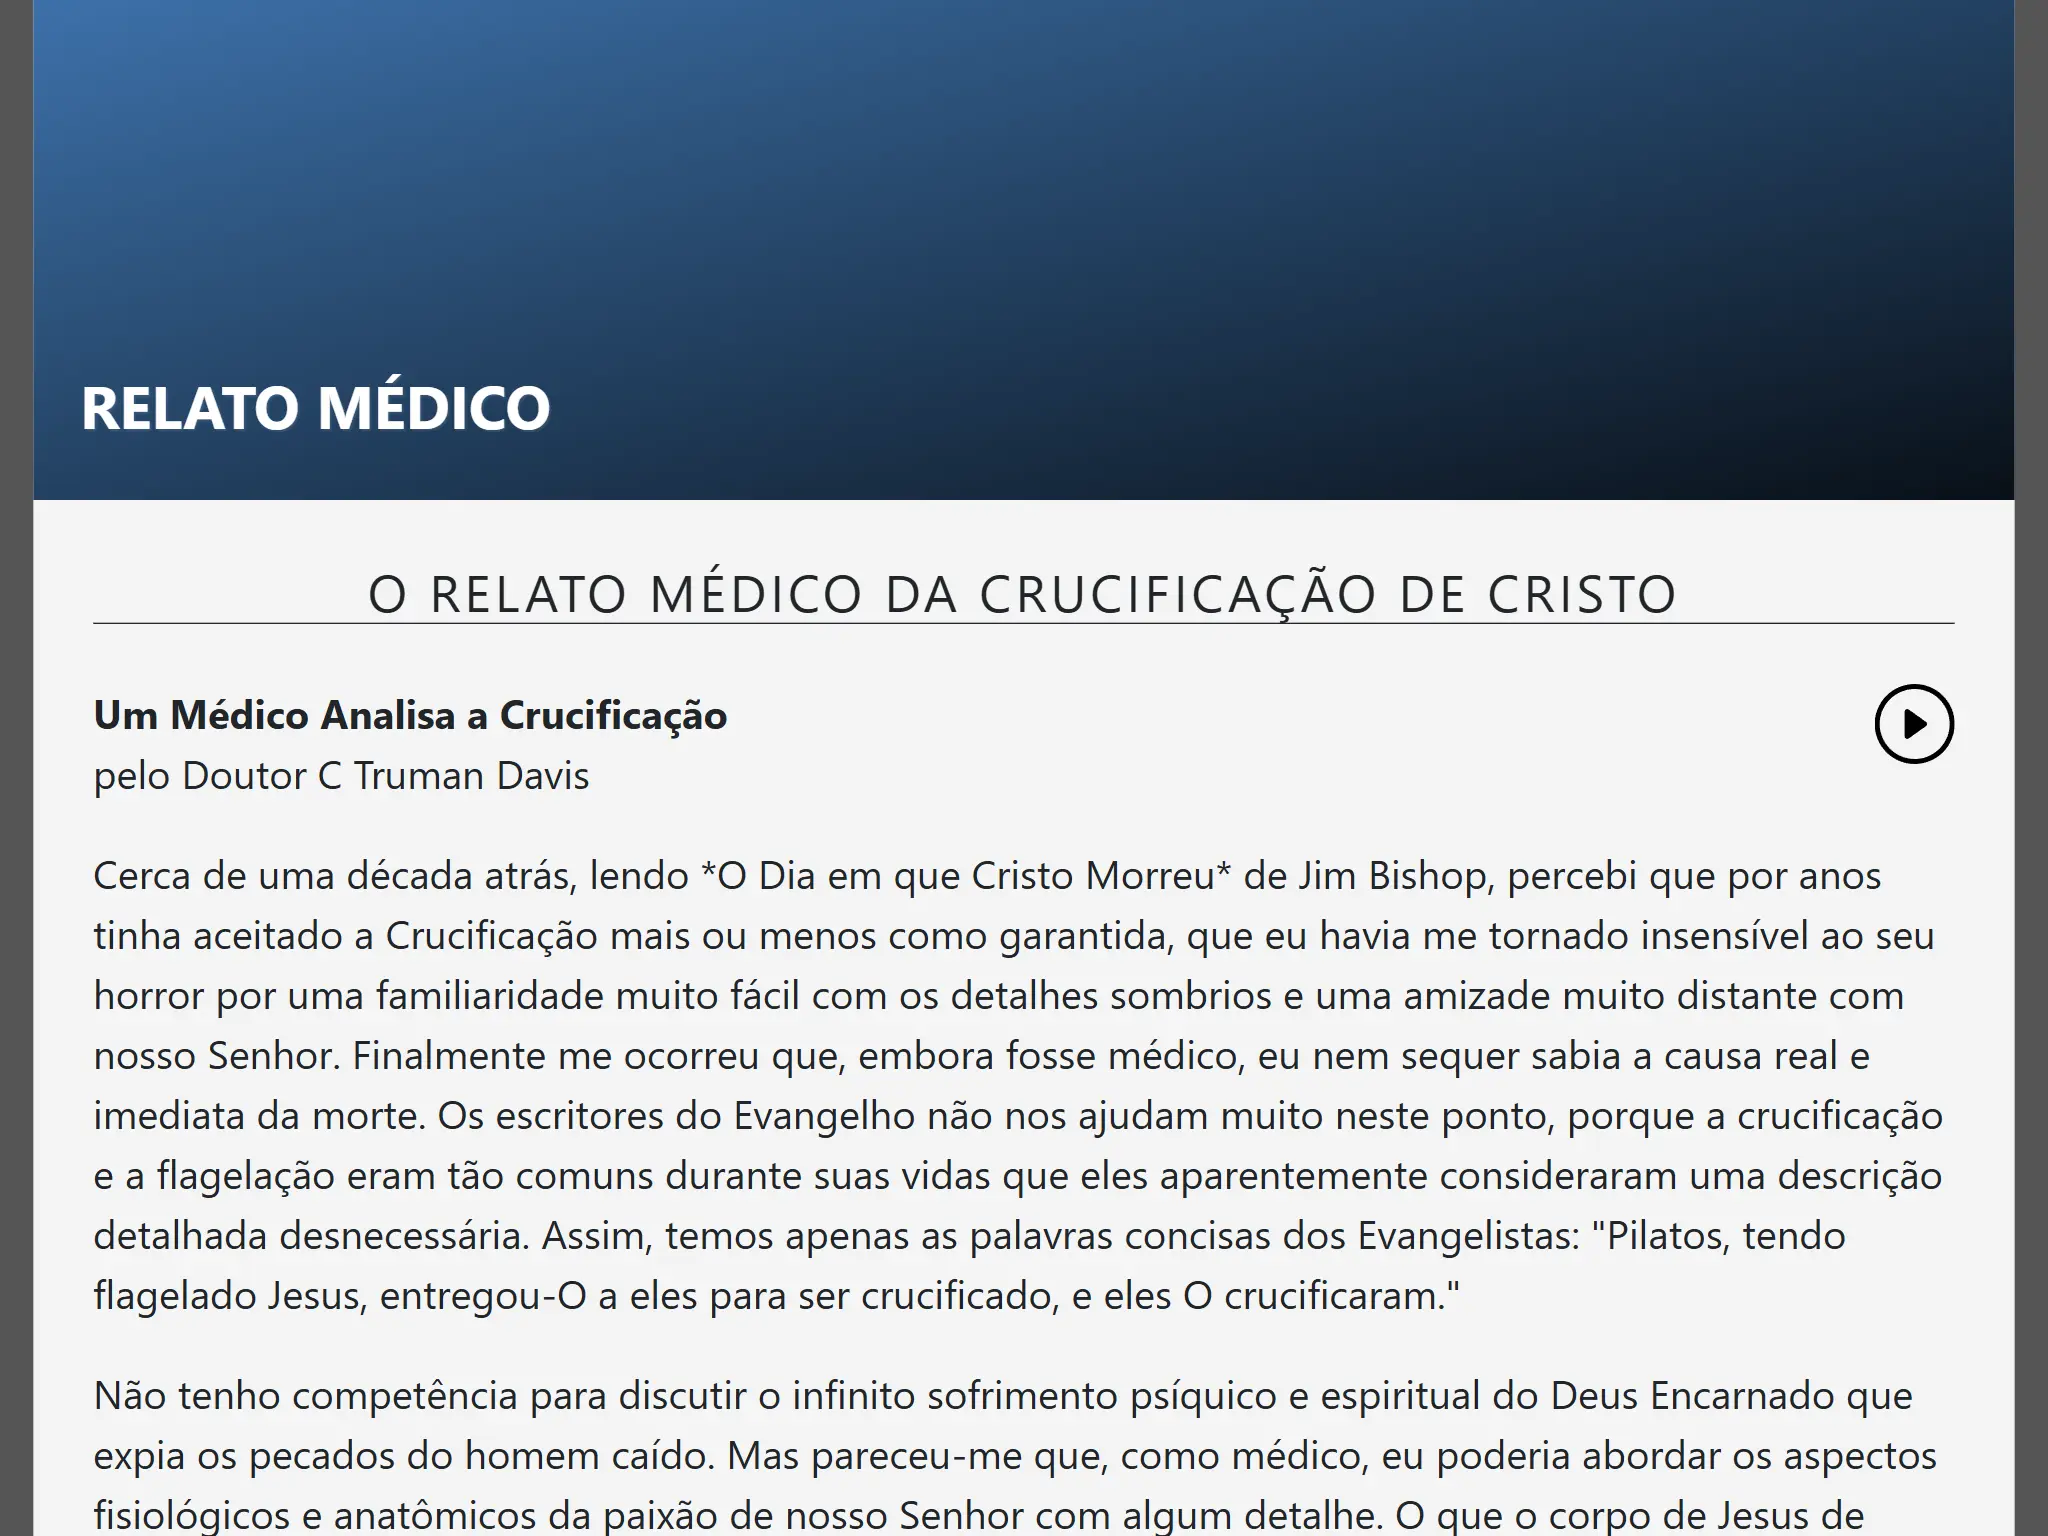 RELATO MÉDICO
O RELATO MÉDICO DA CRUCIFICAÇÃO DE CRISTO
Um Médico Analisa a Crucificação
pelo Doutor C Truman Davis
Cerca de uma década atrás, lendo *O Dia em que Cristo Morreu* de Jim Bishop, percebi que por anos
tinha aceitado a Crucificação mais ou menos como garantida, que eu havia me tornado insensível ao seu
horror por uma familiaridade muito fácil com os detalhes sombrios e uma amizade muito distante com
nosso Senhor. Finalmente me ocorreu que, embora fosse médico, eu nem sequer sabia a causa real e
imediata da morte. Os escritores do Evangelho não nos ajudam muito neste ponto, porque a crucificação
e a flagelação eram tão comuns durante suas vidas que eles aparentemente consideraram uma descrição
detalhada desnecessária. Assim, temos apenas as palavras concisas dos Evangelistas: "Pilatos, tendo
flagelado Jesus, entregou-O a eles para ser crucificado, e eles O crucificaram."
Não tenho competência para discutir o infinito sofrimento psíquico e espiritual do Deus Encarnado que
expia os pecados do homem caído. Mas pareceu-me que, como médico, eu poderia abordar os aspectos
fisiológicos e anatômicos da paixão de nosso Senhor com algum detalhe. O que o corpo de Jesus de